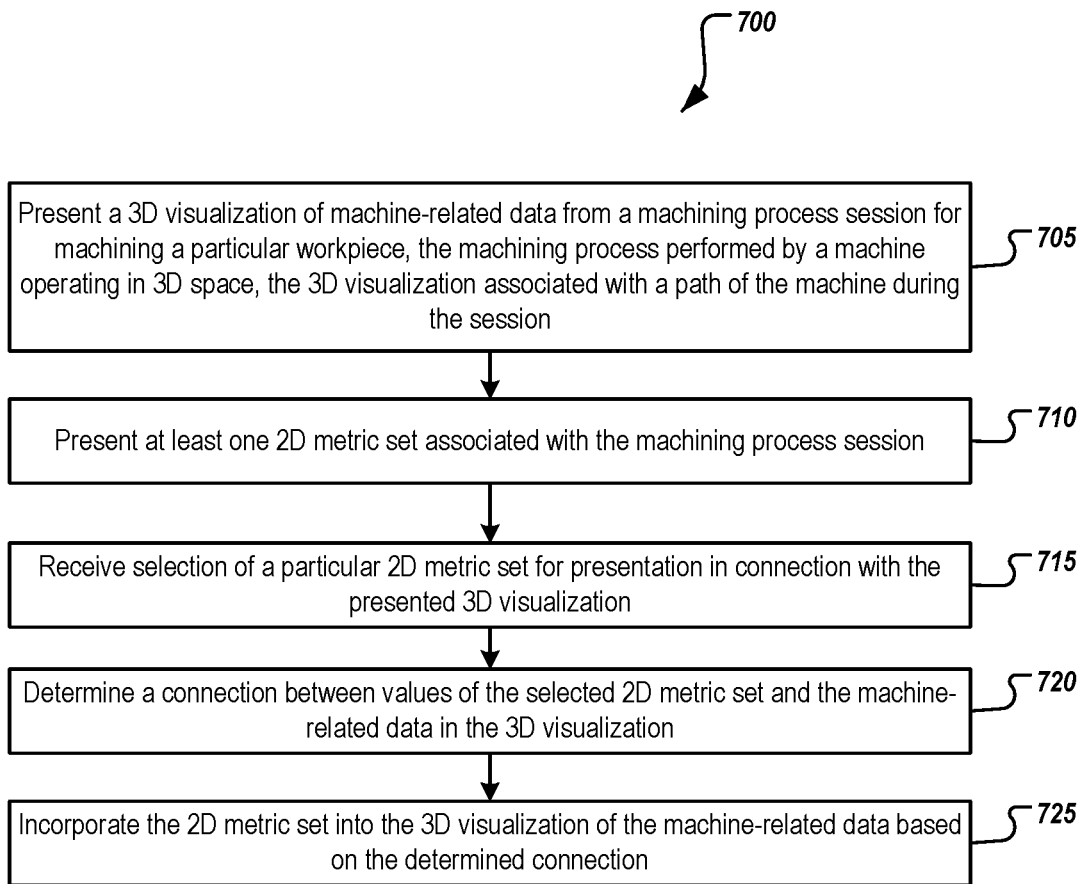 700
Present a 3D visualization of machine-related data from a machining process session for
machining a particular workpiece, the machining process performed by a machine
operating in 3D space, the 3D visualization associated with a path of the machine during
the session
705
Present at least one 2D metric set associated with the machining process session
710
Receive selection of a particular 2D metric set for presentation in connection with the
presented 3D visualization
715
Determine a connection between values of the selected 2D metric set and the machine-
related data in the 3D visualization
720
Incorporate the 2D metric set into the 3D visualization of the machine-related data based
on the determined connection
725